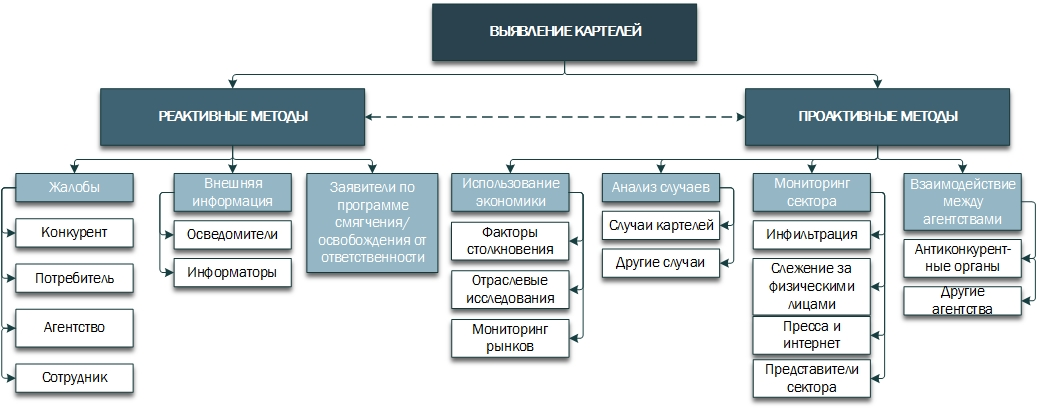 ВЫЯВЛЕНИЕ КАРТЕЛЕЙ
РЕАКТИВНЫЕ МЕТОДЫ
ПРОАКТИВНЫЕ МЕТОДЫ
Жалобы
Конкурент
Потребитель
Агентство
Сотрудник
Внешняя
информация
Осведомители
Информаторы
Заявители по
программе
смягчения/
освобождения от
ответственности
Использование
экономики
Факторы
столкновения
Отраслевые
исследования
Мониторинг
рынков
Анализ случаев
Случаи картелей
Другие случаи
Мониторинг
сектора
Инфильтрация
Слежение за
физическими
лицами
Пресса и
интернет
Представители
сектора
Взаимодействие
между
агентствами
Антиконкурент-
ные органы
Другие
агентства